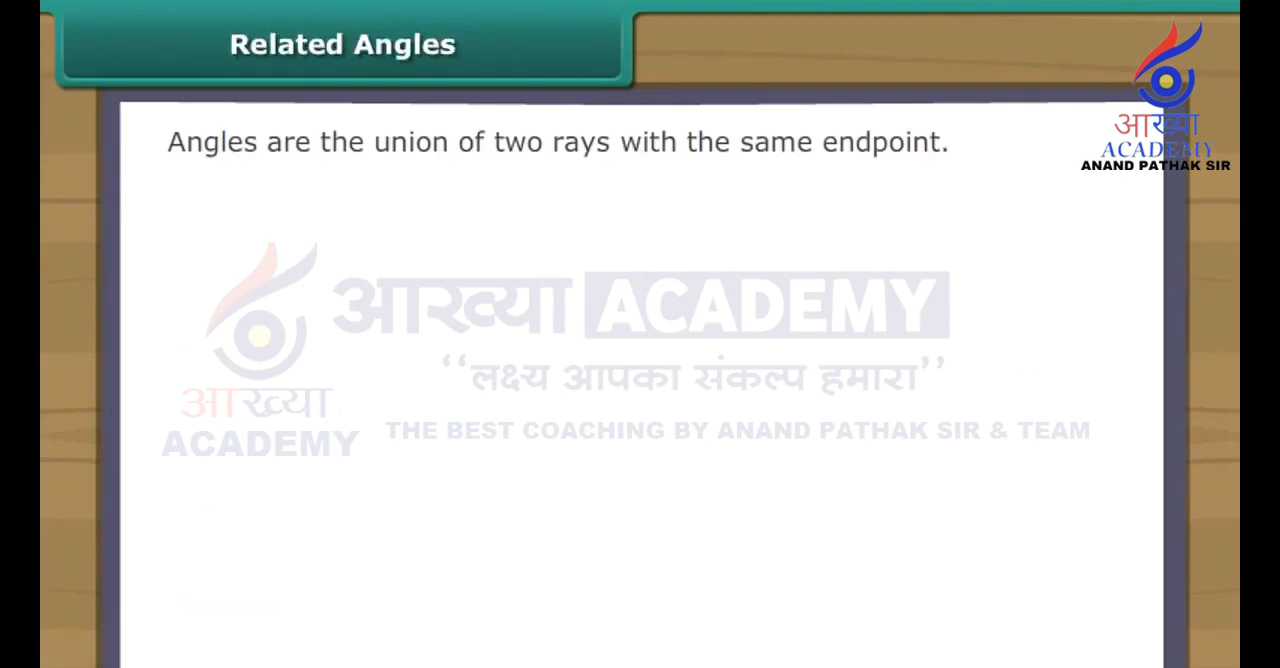 Related Angles
आख्या
ACADEMY
ANAND PATHAK SIR
Angles are the union of two rays with the same endpoint.
आख्या ACADEMY
‘‘लक्ष्य आपका संकल्प हमारा’’
आख्या
ACADEMY
THE BEST COACHING BY ANAND PATHAK SIR & TEAM